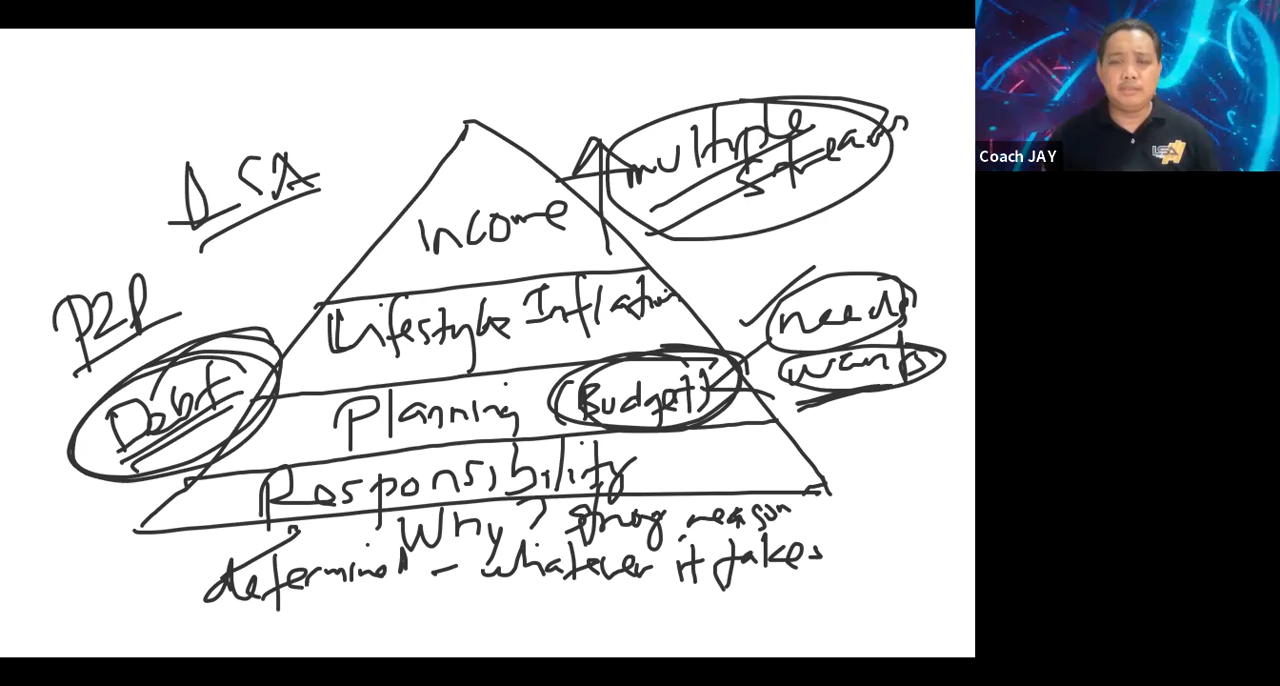 multiple
streams
DSA
Income
P2P
Lifestyle Inflation
needs
wants
Debt
Planning (Budget)
Responsibility
Why? strong reason
determined - whatever it takes
Coach JAY